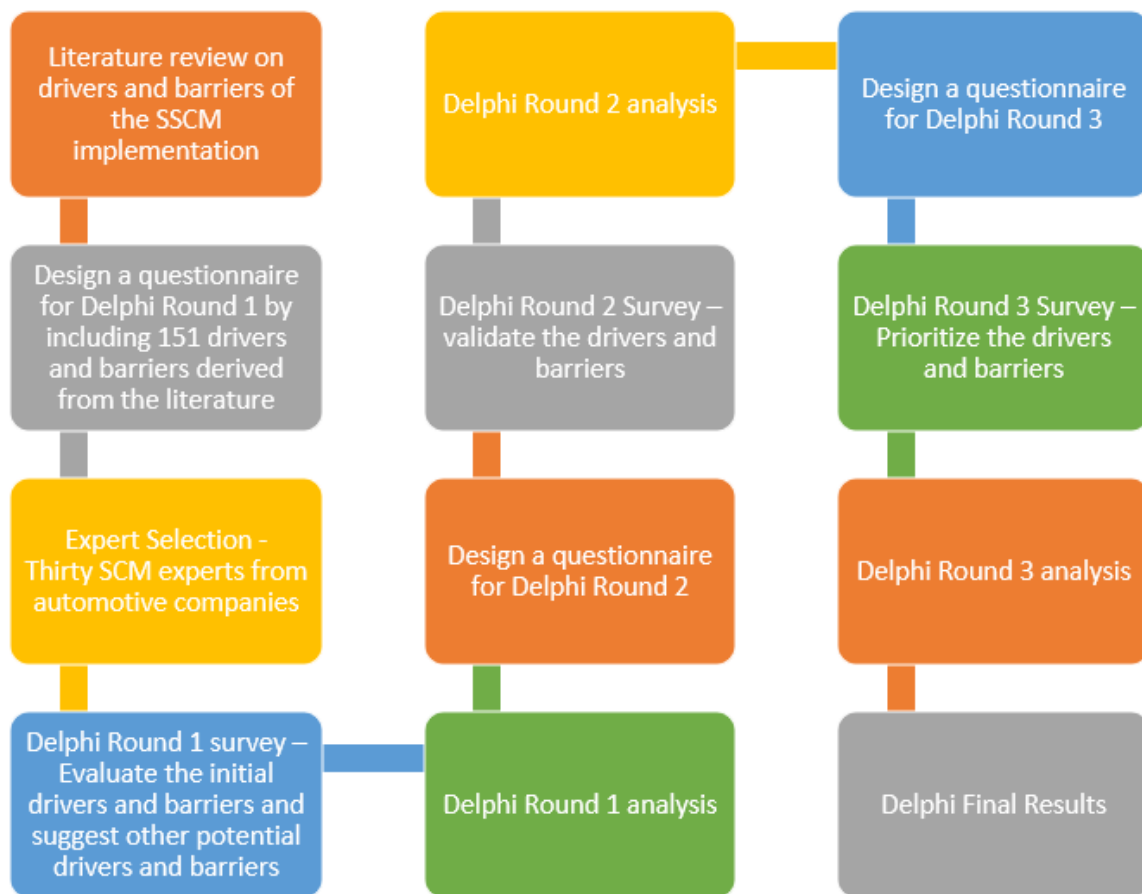 Literature review on
drivers and barriers of
the SSCM
implementation
Design a questionnaire
for Delphi Round 1 by
including 151 drivers
and barriers derived
from the literature
Expert Selection -
Thirty SCM experts from
automotive companies
Delphi Round 1 survey –
Evaluate the initial
drivers and barriers and
suggest other potential
drivers and barriers
Delphi Round 1 analysis
Design a questionnaire
for Delphi Round 2
Delphi Round 2 Survey –
validate the drivers and
barriers
Delphi Round 2 analysis
Design a questionnaire
for Delphi Round 3
Delphi Round 3 Survey –
Prioritize the drivers
and barriers
Delphi Round 3 analysis
Delphi Final Results